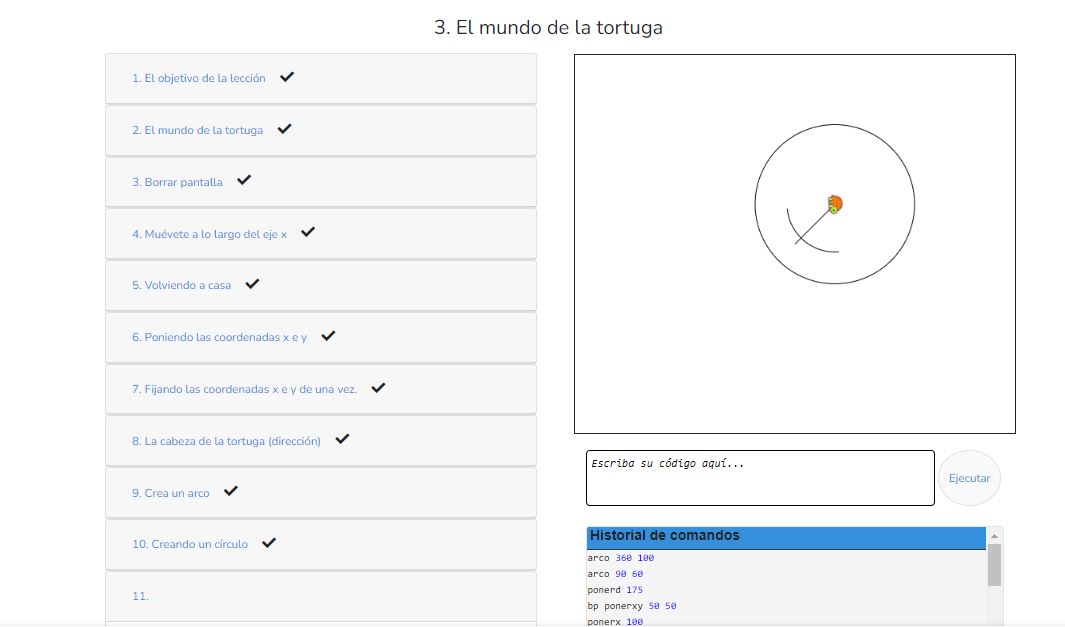 3. El mundo de la tortuga
1. El objetivo de la lección
2. El mundo de la tortuga
3. Borrar pantalla
4. Muévete a lo largo del eje x
5. Volviendo a casa
6. Poniendo las coordenadas x e y
7. Fijando las coordenadas x e y de una vez.
8. La cabeza de la tortuga (dirección)
9. Crea un arco
10. Creando un círculo
11.
Escriba su código aquí...
Ejecutar
Historial de comandos
arco 360 100
arco 90 60
ponerd 175
bp ponerxy 50 50
ponerx 100